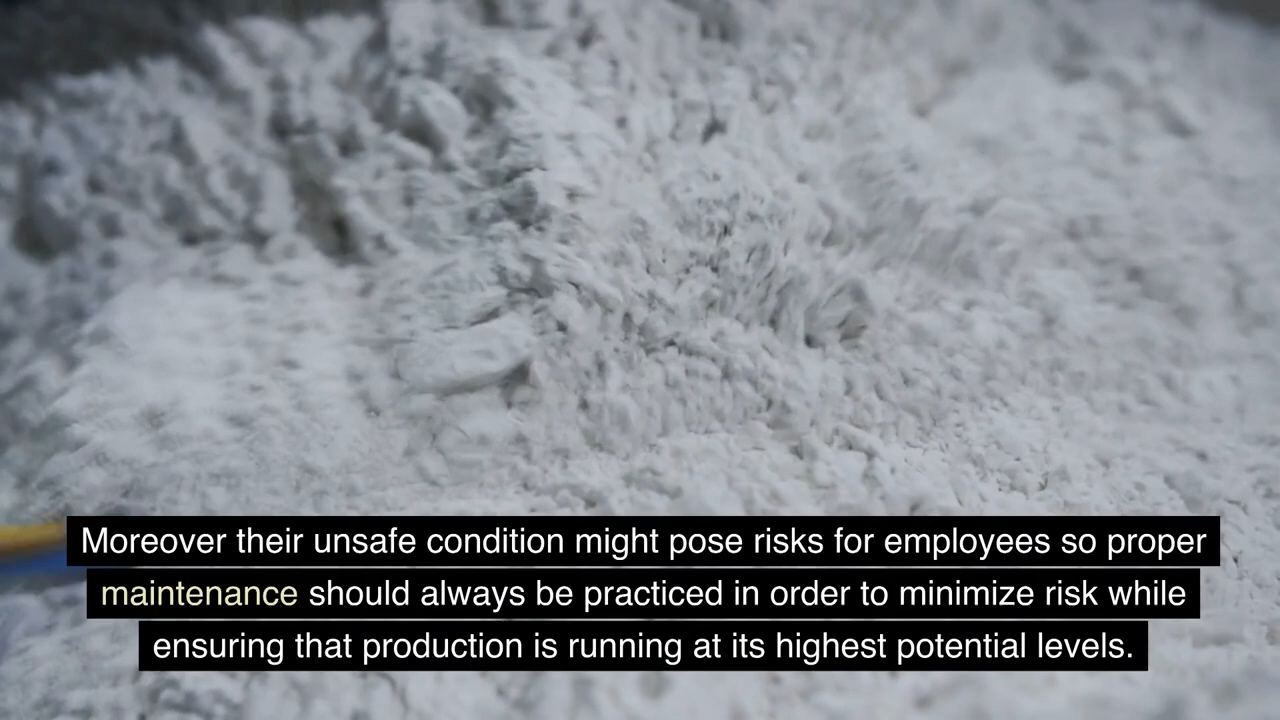 Moreover their unsafe condition might pose risks for employees so proper
maintenance should always be practiced in order to minimize risk while
ensuring that production is running at its highest potential levels.